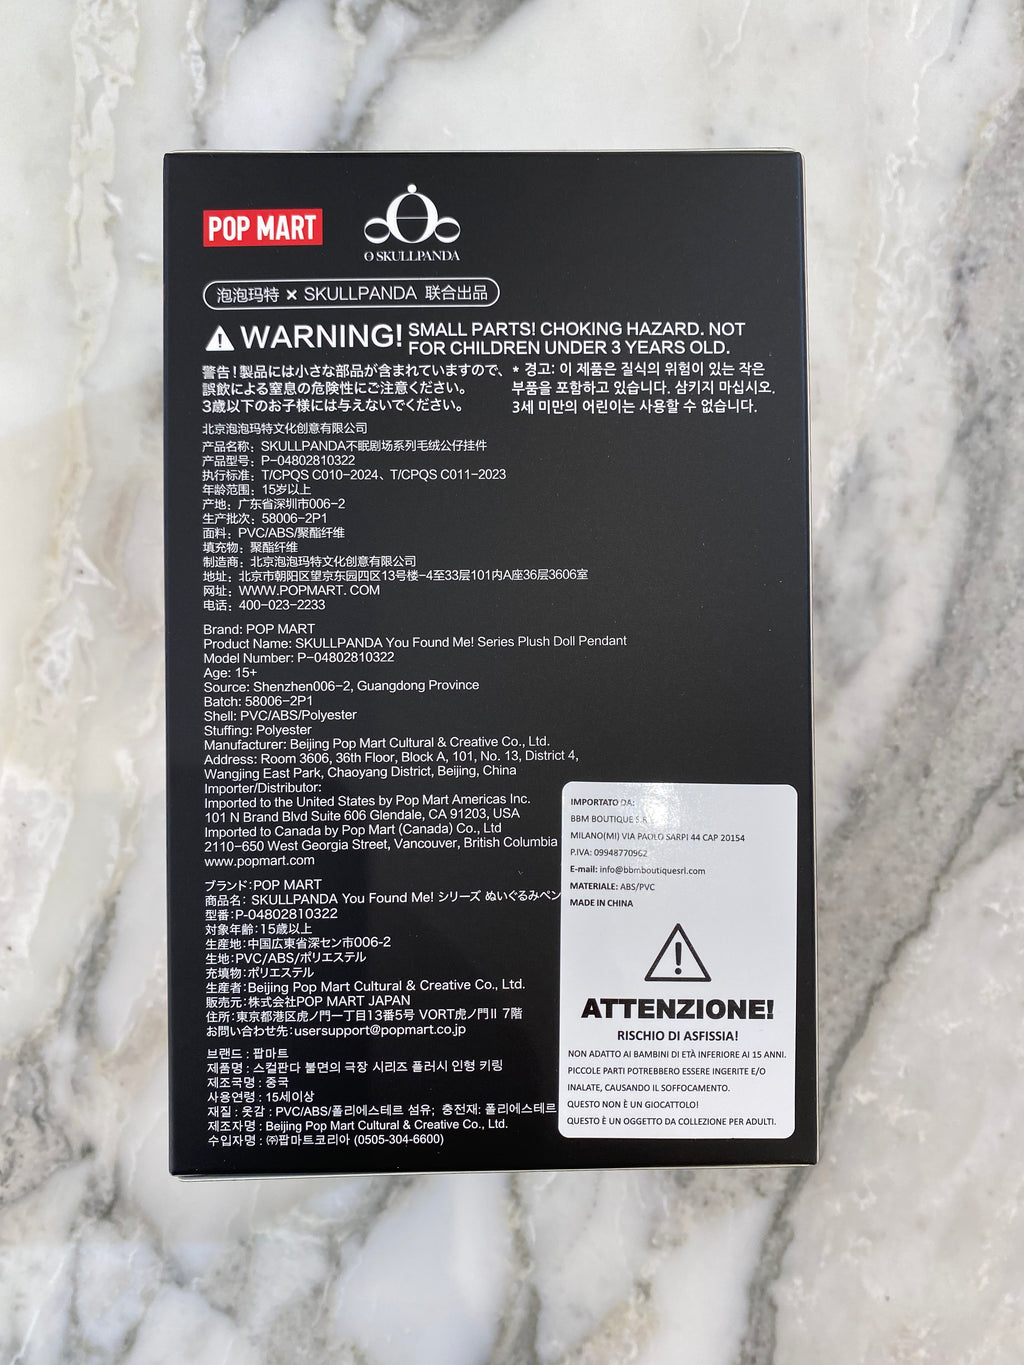 POP MART
O SKULLPANDA
泡泡玛特 × SKULLPANDA 联合出品
WARNING! SMALL PARTS! CHOKING HAZARD. NOT
FOR CHILDREN UNDER 3 YEARS OLD.
警告！製品には小さな部品が含まれていますので、
誤飲による窒息の危険性にご注意ください。
3歳以下のお子様には与えないでください。
* 경고: 이 제품은 질식의 위험이 있는 작은
부품을 포함하고 있습니다. 삼키지 마십시오.
3세 미만의 어린이는 사용할 수 없습니다.
北京泡泡玛特文化创意有限公司
产品名称：SKULLPANDA不眠剧场系列毛绒公仔挂件
产品型号：P-04802810322
执行标准：T/CPQS C010-2024、T/CPQS C011-2023
年龄范围：15岁以上
产地：广东省深圳市006-2
生产批次：58006-2P1
面料：PVC/ABS/聚酯纤维
填充物：聚酯纤维
制造商：北京泡泡玛特文化创意有限公司
地址：北京市朝阳区望京东园四区13号楼-4至33层101内A座36层3606室
网址：WWW.POPMART.COM
电话：400-023-2233
Brand: POP MART
Product Name: SKULLPANDA You Found Me! Series Plush Doll Pendant
Model Number: P-04802810322
Age: 15+
Source: Shenzhen006-2, Guangdong Province
Batch: 58006-2P1
Shell: PVC/ABS/Polyester
Stuffing: Polyester
Manufacturer: Beijing Pop Mart Cultural & Creative Co., Ltd.
Address: Room 3606, 36th Floor, Block A, 101, No. 13, District 4,
Wangjing East Park, Chaoyang District, Beijing, China
Importer/Distributor:
Imported to the United States by Pop Mart Americas Inc.
101 N Brand Blvd Suite 606 Glendale, CA 91203, USA
Imported to Canada by Pop Mart (Canada) Co., Ltd
2110-650 West Georgia Street, Vancouver, British Columbia
www.popmart.com
ブランド：POP MART
商品名： SKULLPANDA You Found Me! シリーズ ぬいぐるみペン
型番：P-04802810322
対象年齢：15歳以上
生産地：中国広東省深セン市006-2
生地：PVC/ABS/ポリエステル
充填物：ポリエステル
生産者：Beijing Pop Mart Cultural & Creative Co., Ltd.
販売元：株式会社POP MART JAPAN
住所：東京都港区虎ノ門一丁目13番5号 VORT虎ノ門II 7階
お問い合わせ先：usersupport@popmart.co.jp
브랜드 : 팝마트
제품명 : 스컬판다 불면의 극장 시리즈 플러시 인형 키링
제조국명 : 중국
사용연령 : 15세이상
재질 : 옷감 : PVC/ABS/폴리에스테르 섬유; 충전재: 폴리에스테르
제조자명 : Beijing Pop Mart Cultural & Creative Co., Ltd.
수입자명 : ㈜팝마트코리아 (0505-304-6600)
IMPORTATO DA:
BBM BOUTIQUE S.R.
MILANO(MI) VIA PAOLO SARPI 44 CAP 20154
P.IVA: 09948770962
E-mail: info@bbmboutiquesrl.com
MATERIALE: ABS/PVC
MADE IN CHINA
ATTENZIONE!
RISCHIO DI ASFISSIA!
NON ADATTO AI BAMBINI DI ETÀ INFERIORE AI 15 ANNI.
PICCOLE PARTI POTREBBERO ESSERE INGERITE E/O
INALATE, CAUSANDO IL SOFFOCAMENTO.
QUESTO NON È UN GIOCATTOLO!
QUESTO È UN OGGETTO DA COLLEZIONE PER ADULTI.